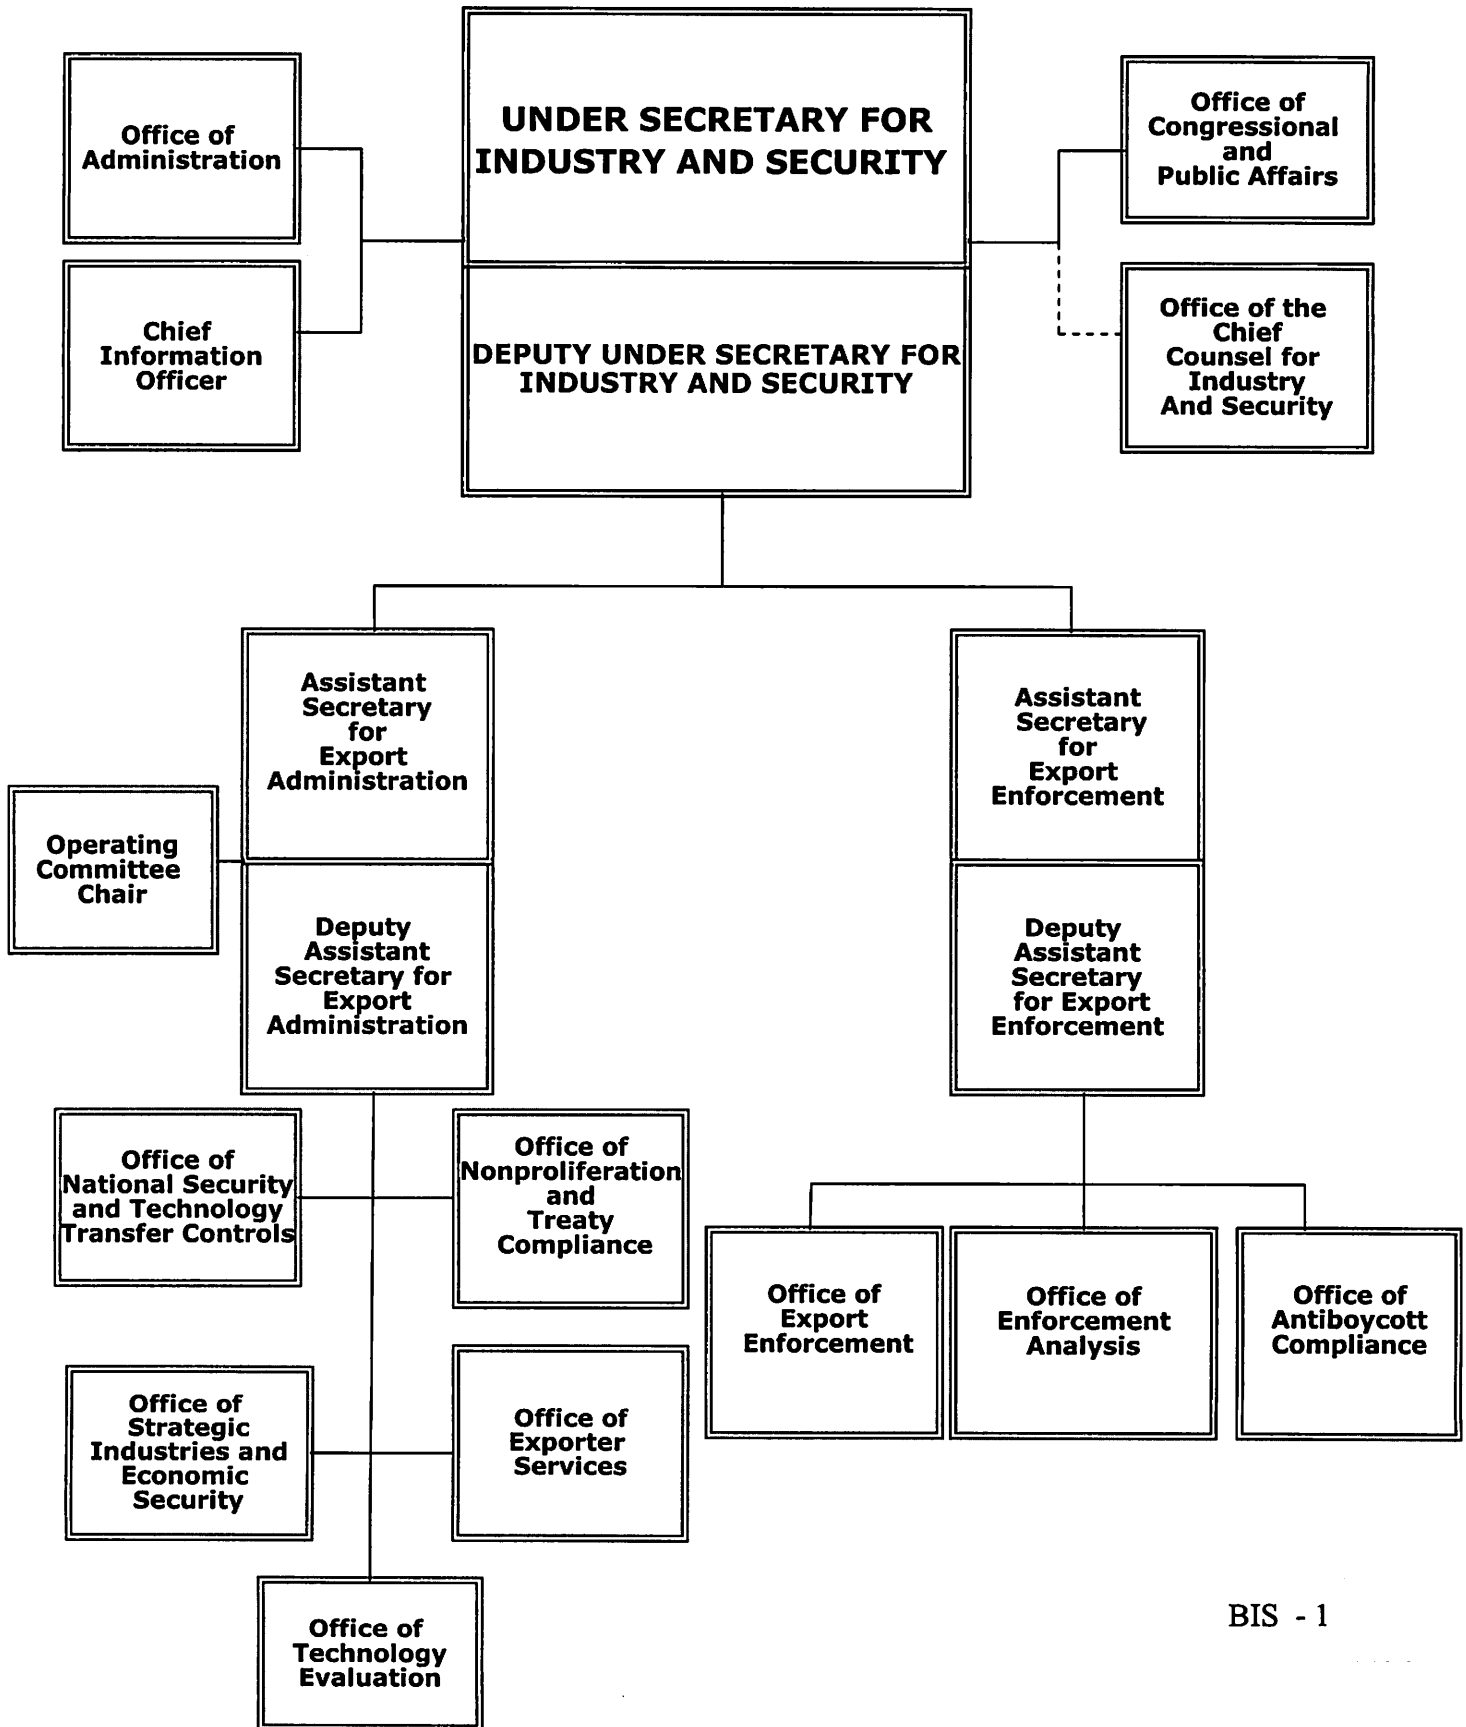 Office of
Administration
UNDER SECRETARY FOR
INDUSTRY AND SECURITY
Office of
Congressional
and
Public Affairs
Chief
Information
Officer
DEPUTY UNDER SECRETARY FOR
INDUSTRY AND SECURITY
Office of the
Chief
Counsel for
Industry
And Security
Assistant
Secretary
for
Export
Administration
Assistant
Secretary
for
Export
Enforcement
Operating
Committee
Chair
Deputy
Assistant
Secretary for
Export
Administration
Deputy
Assistant
Secretary
for Export
Enforcement
Office of
National Security
and Technology
Transfer Controls
Office of
Nonproliferation
and
Treaty
Compliance
Office of
Export
Enforcement
Office of
Enforcement
Analysis
Office of
Antiboycott
Compliance
Office of
Strategic
Industries and
Economic
Security
Office of
Exporter
Services
Office of
Technology
Evaluation
BIS - 1